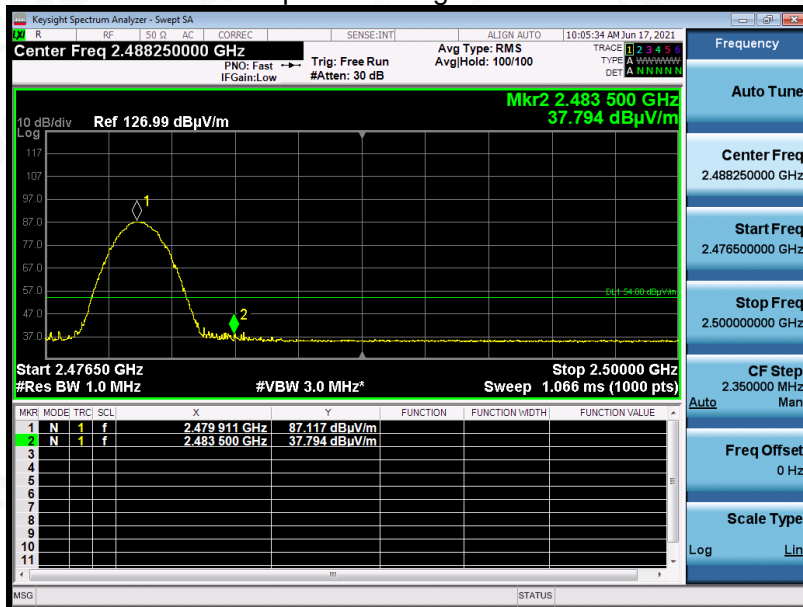 Keysight Spectrum Analyzer - Swept SA
LXI R RF 50 Ω AC CORREC SENSE:INT ALIGN AUTO 10:05:34 AM Jun 17, 2021
Center Freq 2.488250000 GHz
PNO: Fast
IFGain:Low
Trig: Free Run
#Atten: 30 dB
Avg Type: RMS
Avg|Hold: 100/100
TRACE 1 2 3 4 5 6
TYPE A WWWWW
DET A N N N N N
Mkr2 2.483 500 GHz
37.794 dBµV/m
10 dB/div Ref 126.99 dBµV/m
Log
117
107
97.0
87.0
77.0
67.0
57.0
47.0
37.0
1
2
DL1 54.00 dBµV/m
Start 2.47650 GHz Stop 2.50000 GHz
#Res BW 1.0 MHz #VBW 3.0 MHz* Sweep 1.066 ms (1000 pts)
MKR MODE TRC SCL X Y FUNCTION FUNCTION WIDTH FUNCTION VALUE
1 N 1 f 2.479 911 GHz 87.117 dBµV/m
2 N 1 f 2.483 500 GHz 37.794 dBµV/m
3
4
5
6
7
8
9
10
11
MSG STATUS
Frequency
Auto Tune
Center Freq
2.488250000 GHz
Start Freq
2.476500000 GHz
Stop Freq
2.500000000 GHz
CF Step
2.350000 MHz
Auto Man
Freq Offset
0 Hz
Scale Type
Log Lin